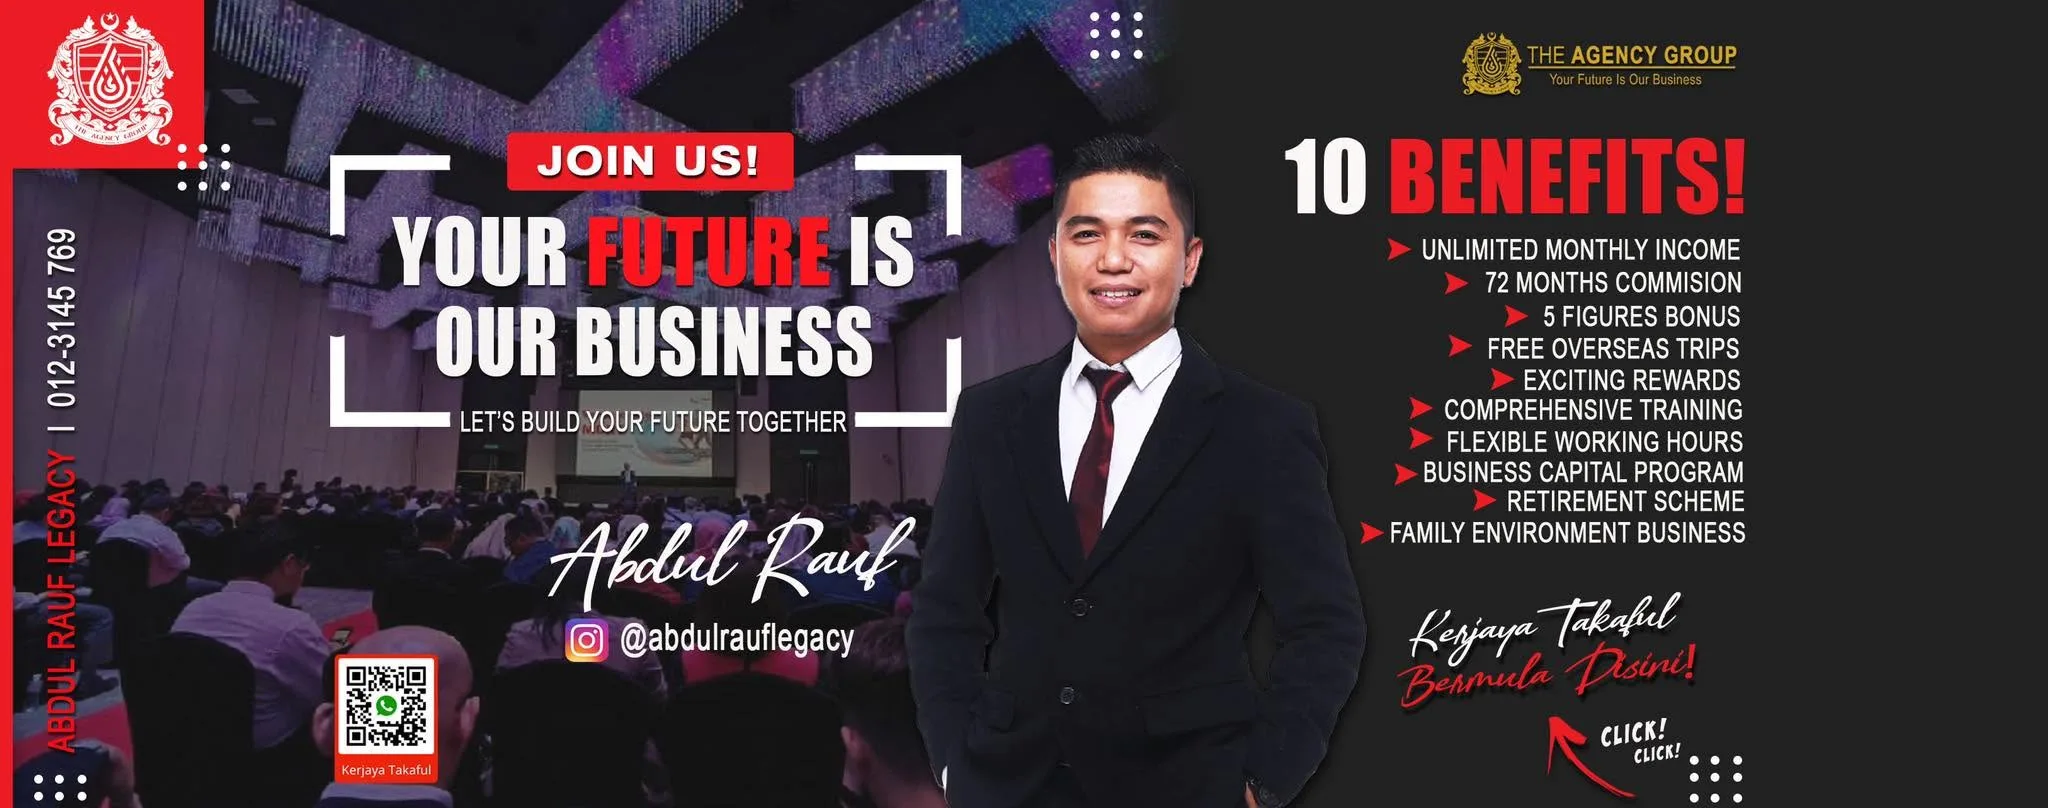 THE AGENCY GROUP
ABDUL RAUF LEGACY | 012-3145 769
JOIN US!
YOUR FUTURE IS
OUR BUSINESS
LET'S BUILD YOUR FUTURE TOGETHER
Abdul Rauf
@abdulrauflegacy
Kerjaya Takaful
THE AGENCY GROUP
Your Future Is Our Business
10 BENEFITS!
UNLIMITED MONTHLY INCOME
72 MONTHS COMMISION
5 FIGURES BONUS
FREE OVERSEAS TRIPS
EXCITING REWARDS
COMPREHENSIVE TRAINING
FLEXIBLE WORKING HOURS
BUSINESS CAPITAL PROGRAM
RETIREMENT SCHEME
FAMILY ENVIRONMENT BUSINESS
Kerjaya Takaful
Bermula Disini!
CLICK!
CLICK!